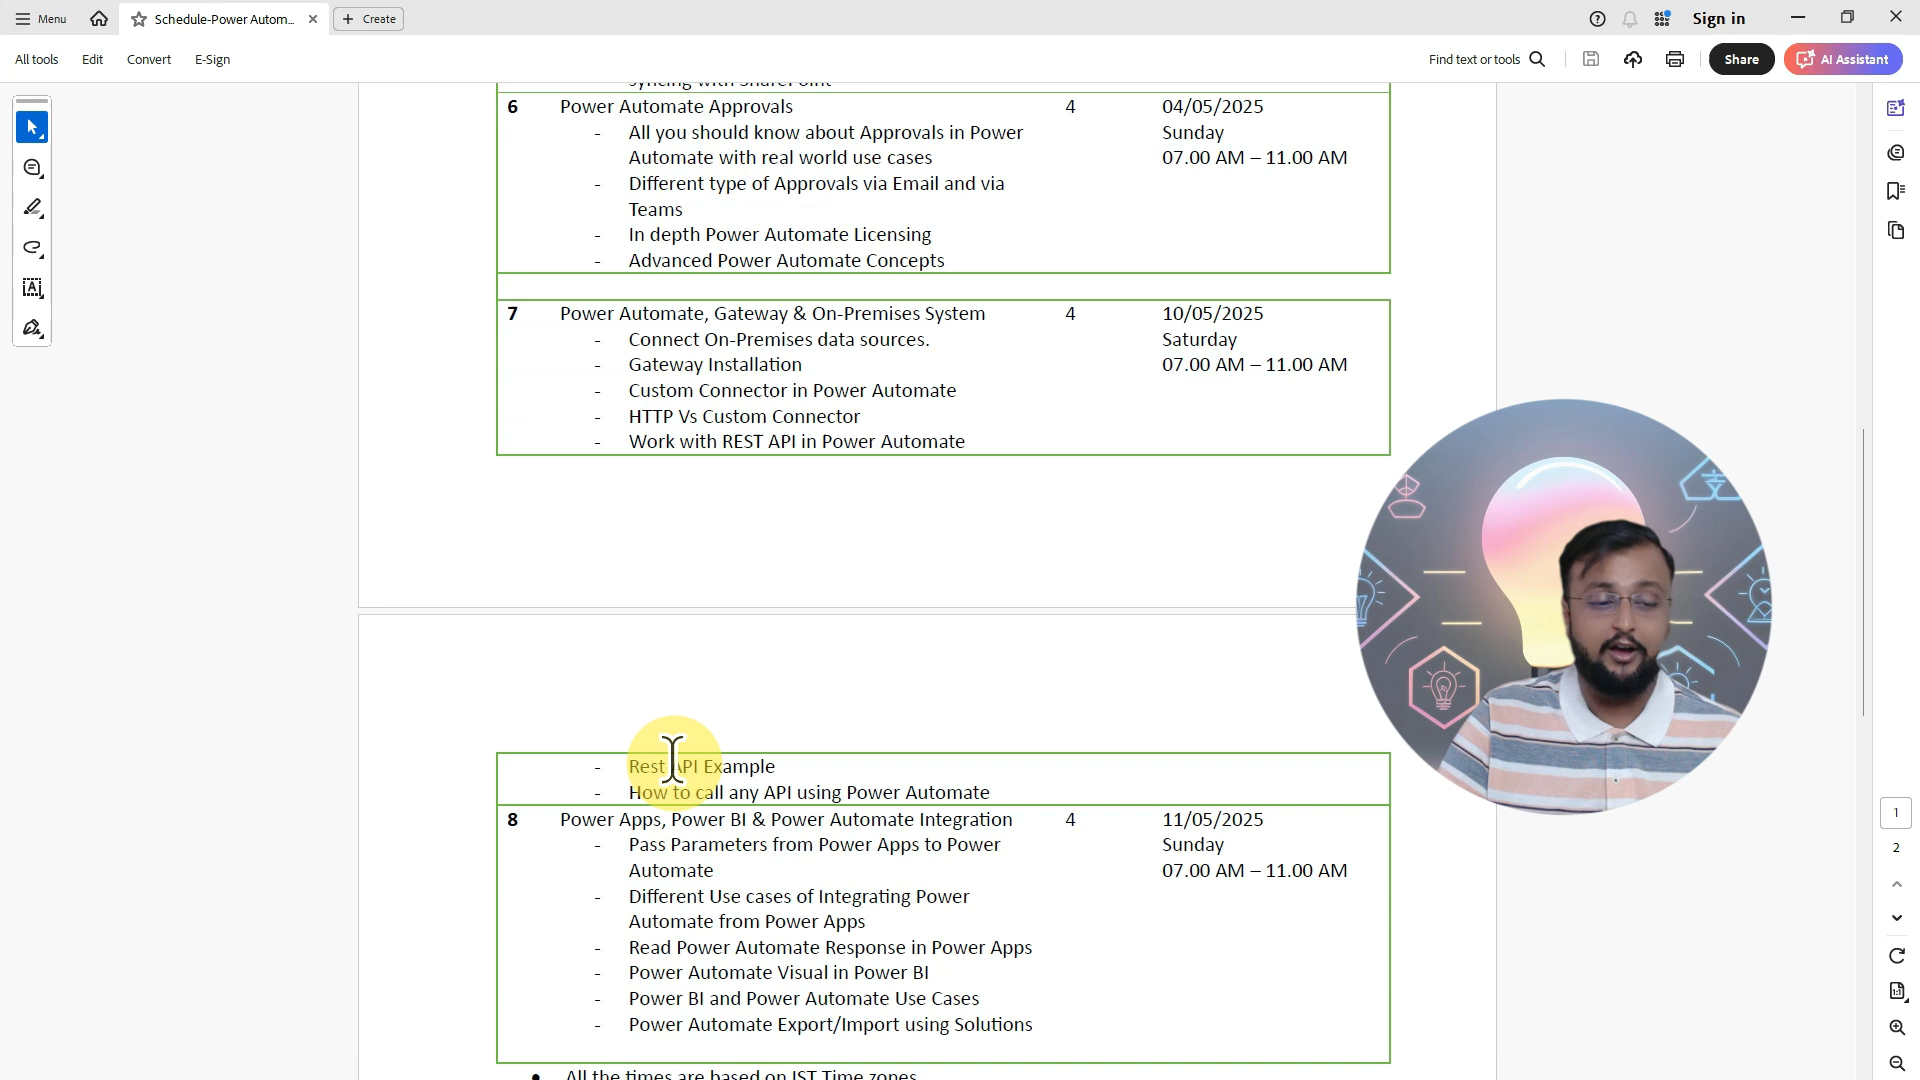 Menu
Schedule-Power Autom...
Create
Sign in
All tools
Edit
Convert
E-Sign
Find text or tools
Share
AI Assistant
syncing with SharePoint
6 Power Automate Approvals 4 04/05/2025
- All you should know about Approvals in Power Sunday
Automate with real world use cases 07.00 AM – 11.00 AM
- Different type of Approvals via Email and via
Teams
- In depth Power Automate Licensing
- Advanced Power Automate Concepts
7 Power Automate, Gateway & On-Premises System 4 10/05/2025
- Connect On-Premises data sources. Saturday
- Gateway Installation 07.00 AM – 11.00 AM
- Custom Connector in Power Automate
- HTTP Vs Custom Connector
- Work with REST API in Power Automate
- Rest API Example
- How to call any API using Power Automate
8 Power Apps, Power BI & Power Automate Integration 4 11/05/2025
- Pass Parameters from Power Apps to Power Sunday
Automate 07.00 AM – 11.00 AM
- Different Use cases of Integrating Power
Automate from Power Apps
- Read Power Automate Response in Power Apps
- Power Automate Visual in Power BI
- Power BI and Power Automate Use Cases
- Power Automate Export/Import using Solutions
• All the times are based on IST Time zones
1
2